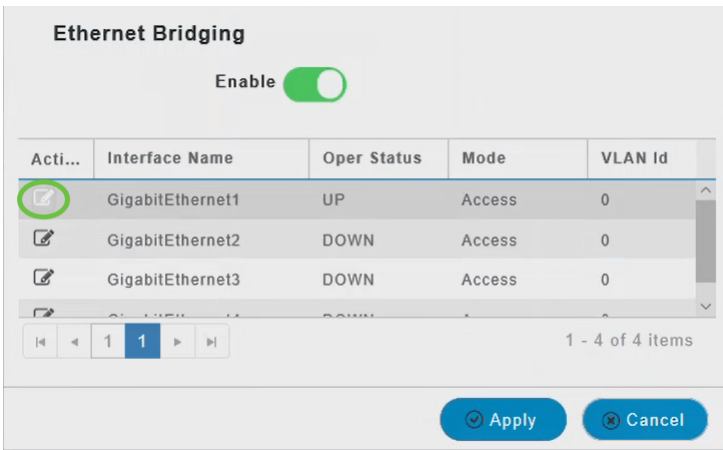 Ethernet Bridging
Enable
Acti... Interface Name Oper Status Mode VLAN Id
GigabitEthernet1 UP Access 0
GigabitEthernet2 DOWN Access 0
GigabitEthernet3 DOWN Access 0
1 1 1 - 4 of 4 items
Apply Cancel